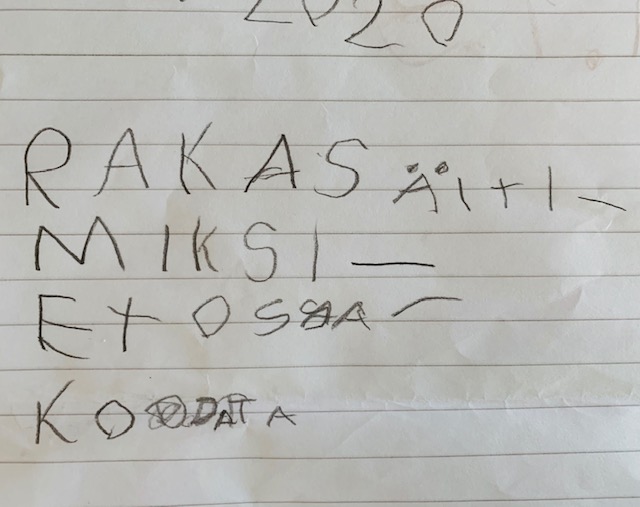 2020
RAKAS ÄITI –
MIKSI —
ET OSAA –
KOODATA